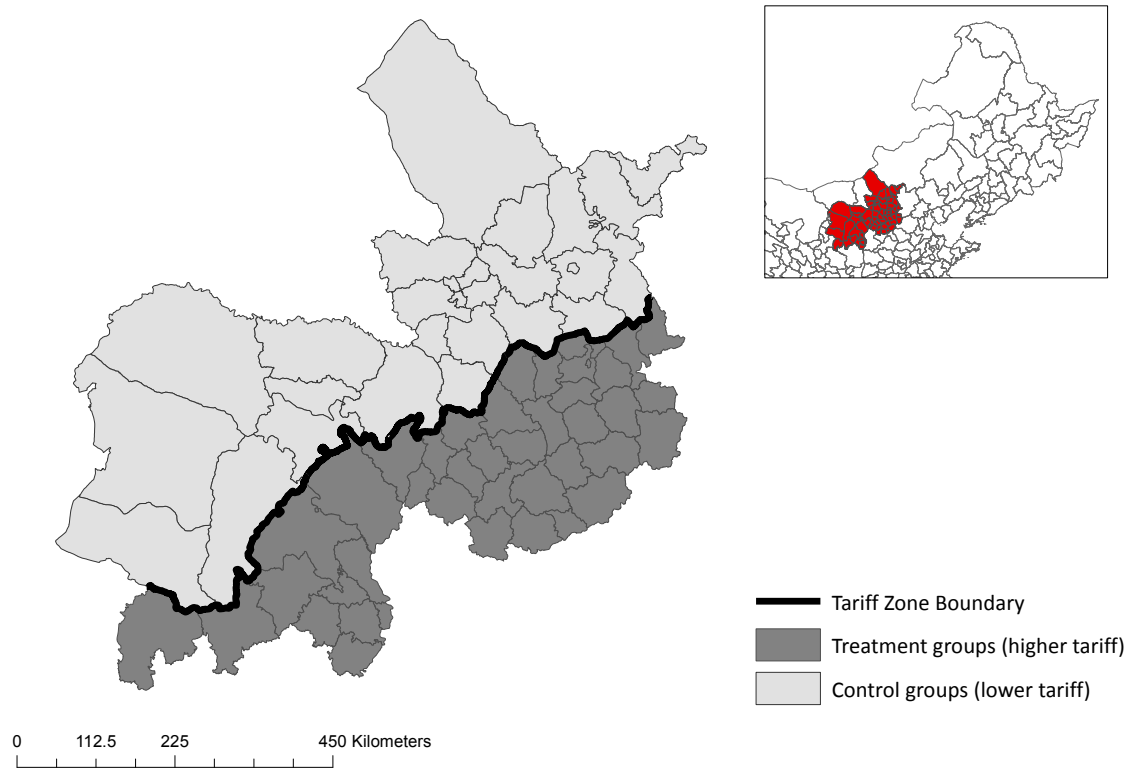 Tariff Zone Boundary
Treatment groups (higher tariff)
Control groups (lower tariff)
0 112.5 225 450 Kilometers